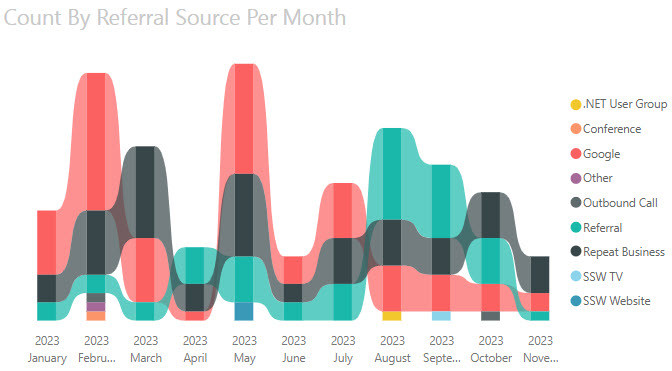 Count By Referral Source Per Month
.NET User Group
Conference
Google
Other
Outbound Call
Referral
Repeat Business
SSW TV
SSW Website
2023 2023 2023 2023 2023 2023 2023 2023 2023 2023 2023
January Febru... March April May June July August Septe... October Nove...